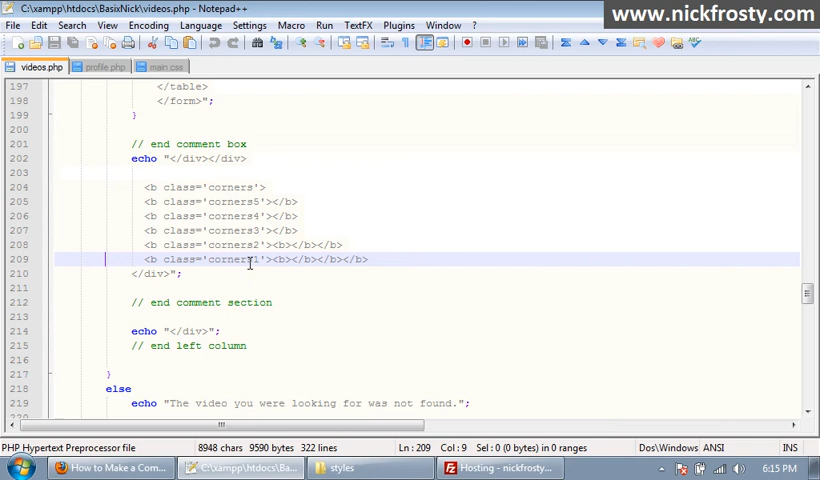 C:\xampp\htdocs\BasixNick\videos.php - Notepad++
www.nickfrosty.com
File Edit Search View Encoding Language Settings Macro Run TextFX Plugins Window ?
videos.php profile.php main.css
197 </table>
198 </form>";
199 }
200
201 // end comment box
202 echo "</div></div>
203
204 <b class='corners'>
205 <b class='corners5'></b>
206 <b class='corners4'></b>
207 <b class='corners3'></b>
208 <b class='corners2'><b></b></b>
209 <b class='corners1'><b></b></b></b>
210 </div>";
211
212 // end comment section
213
214 echo "</div>";
215 // end left column
216
217 }
218 else
219 echo "The video you were looking for was not found.";
220
PHP Hypertext Preprocessor file 8948 chars 9590 bytes 322 lines Ln : 209 Col : 9 Sel : 0 (0 bytes) in 0 ranges Dos\Windows ANSI INS
How to Make a Com... C:\xampp\htdocs\Ba... styles Hosting - nickfrosty... 6:15 PM